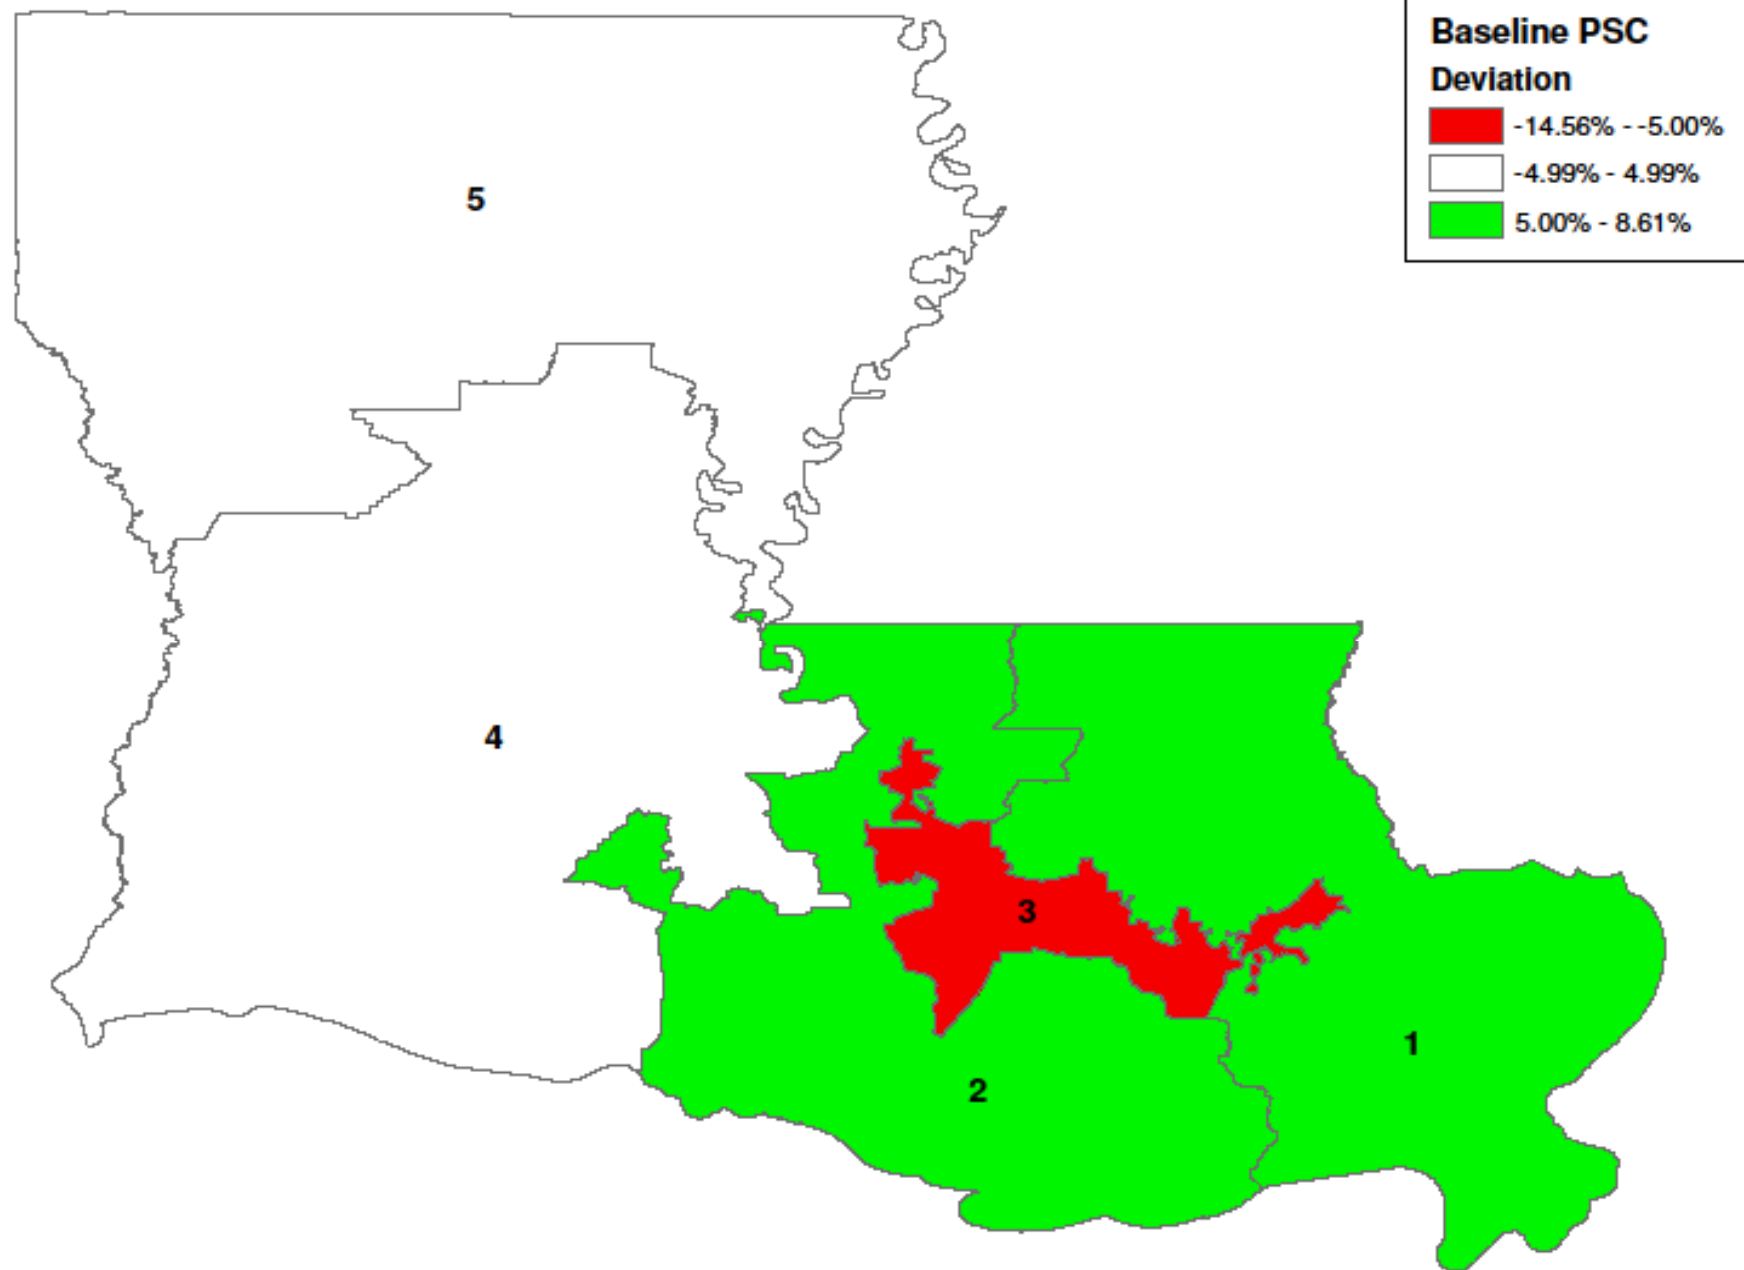 Baseline PSC
Deviation
-14.56% - -5.00%
-4.99% - 4.99%
5.00% - 8.61%
5
4
3
1
2